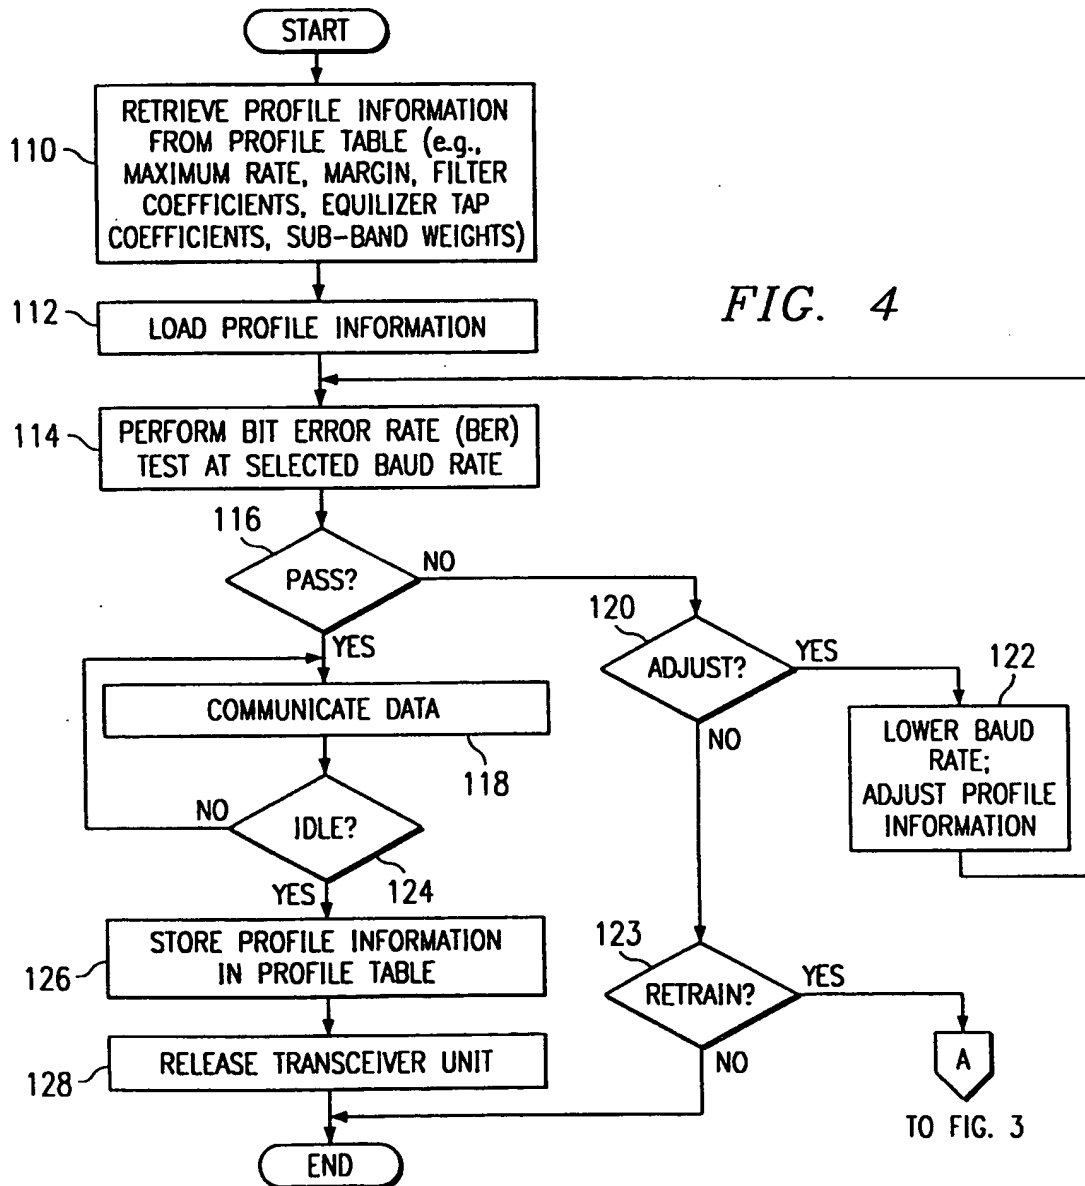 START
110
RETRIEVE PROFILE INFORMATION
FROM PROFILE TABLE (e.g.,
MAXIMUM RATE, MARGIN, FILTER
COEFFICIENTS, EQUILIZER TAP
COEFFICIENTS, SUB-BAND WEIGHTS)
FIG. 4
112
LOAD PROFILE INFORMATION
114
PERFORM BIT ERROR RATE (BER)
TEST AT SELECTED BAUD RATE
116
PASS?
NO
YES
120
ADJUST?
YES
NO
122
LOWER BAUD
RATE;
ADJUST PROFILE
INFORMATION
COMMUNICATE DATA
118
NO
IDLE?
124
YES
126
STORE PROFILE INFORMATION
IN PROFILE TABLE
123
RETRAIN?
YES
NO
A
TO FIG. 3
128
RELEASE TRANSCEIVER UNIT
END